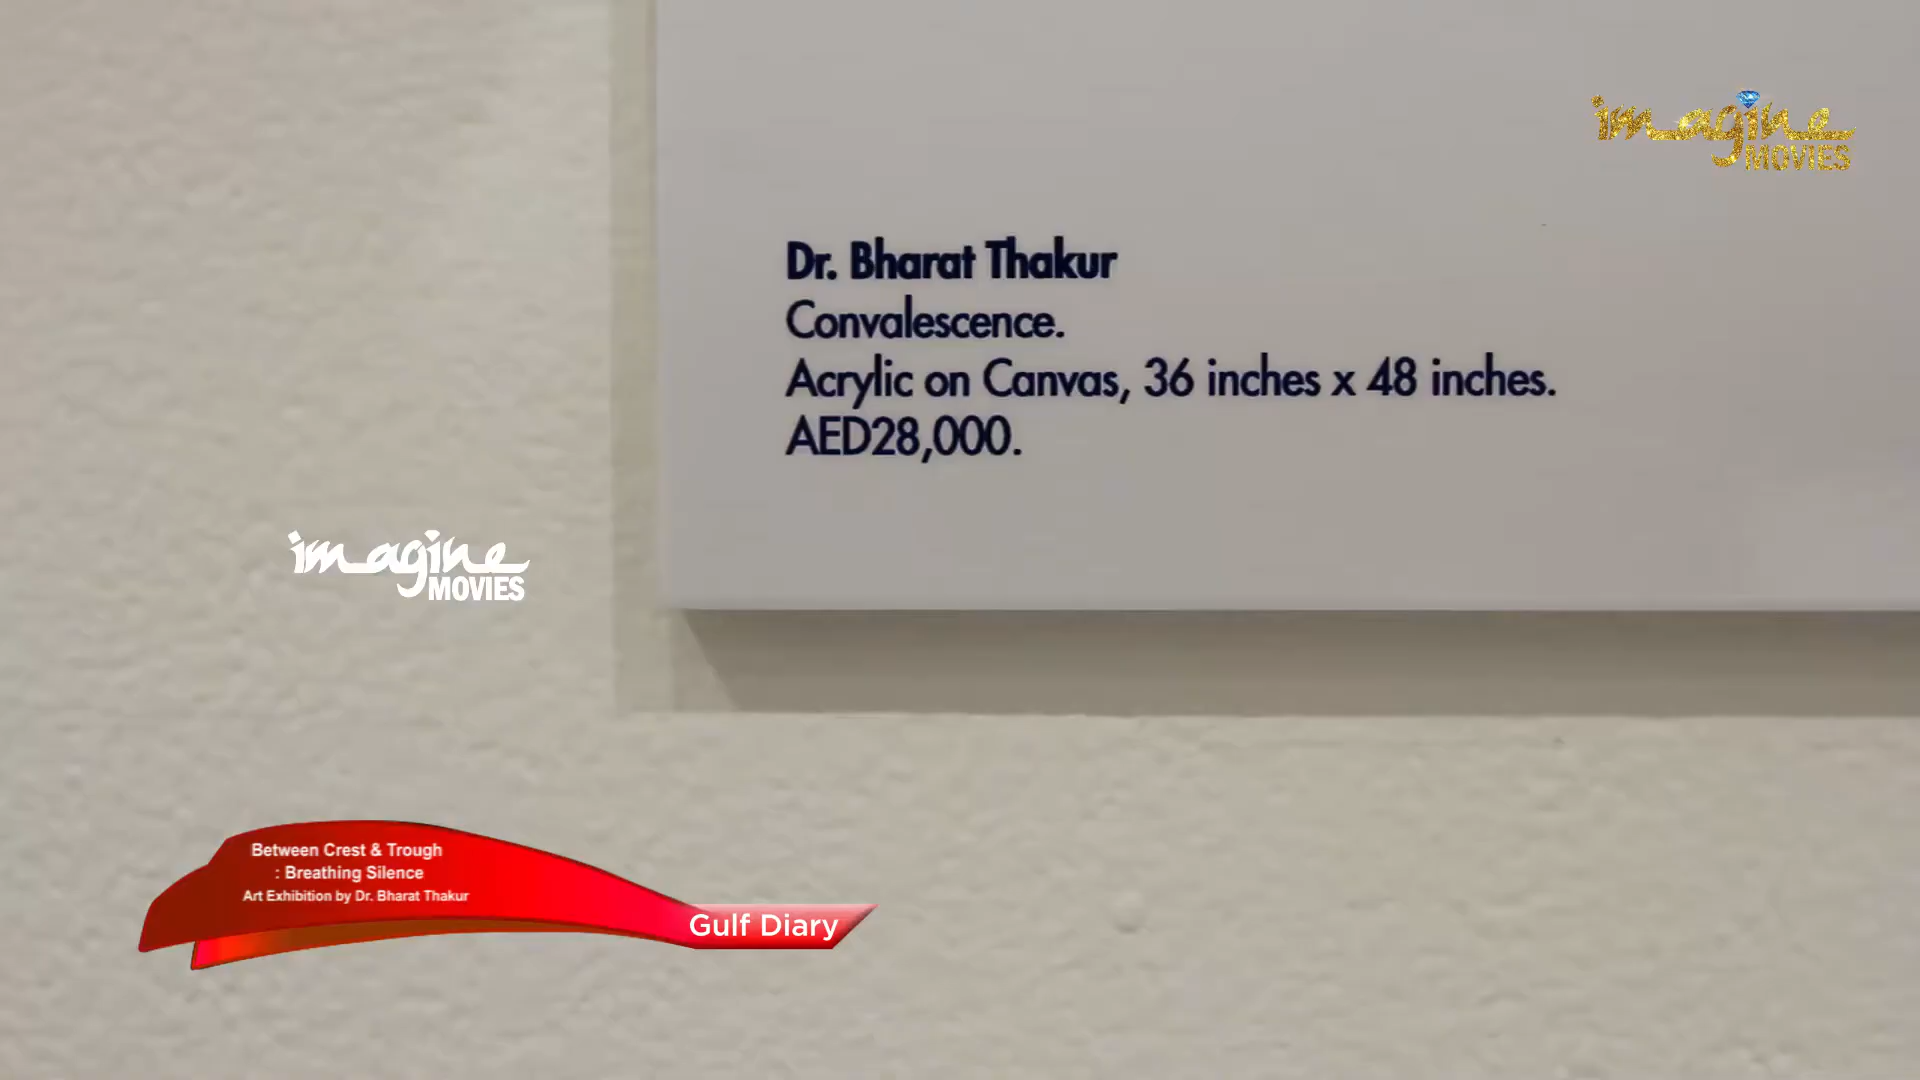 imagine
MOVIES
Dr. Bharat Thakur
Convalescence.
Acrylic on Canvas, 36 inches x 48 inches.
AED28,000.
imagine
MOVIES
Between Crest & Trough
: Breathing Silence
Art Exhibition by Dr. Bharat Thakur
Gulf Diary